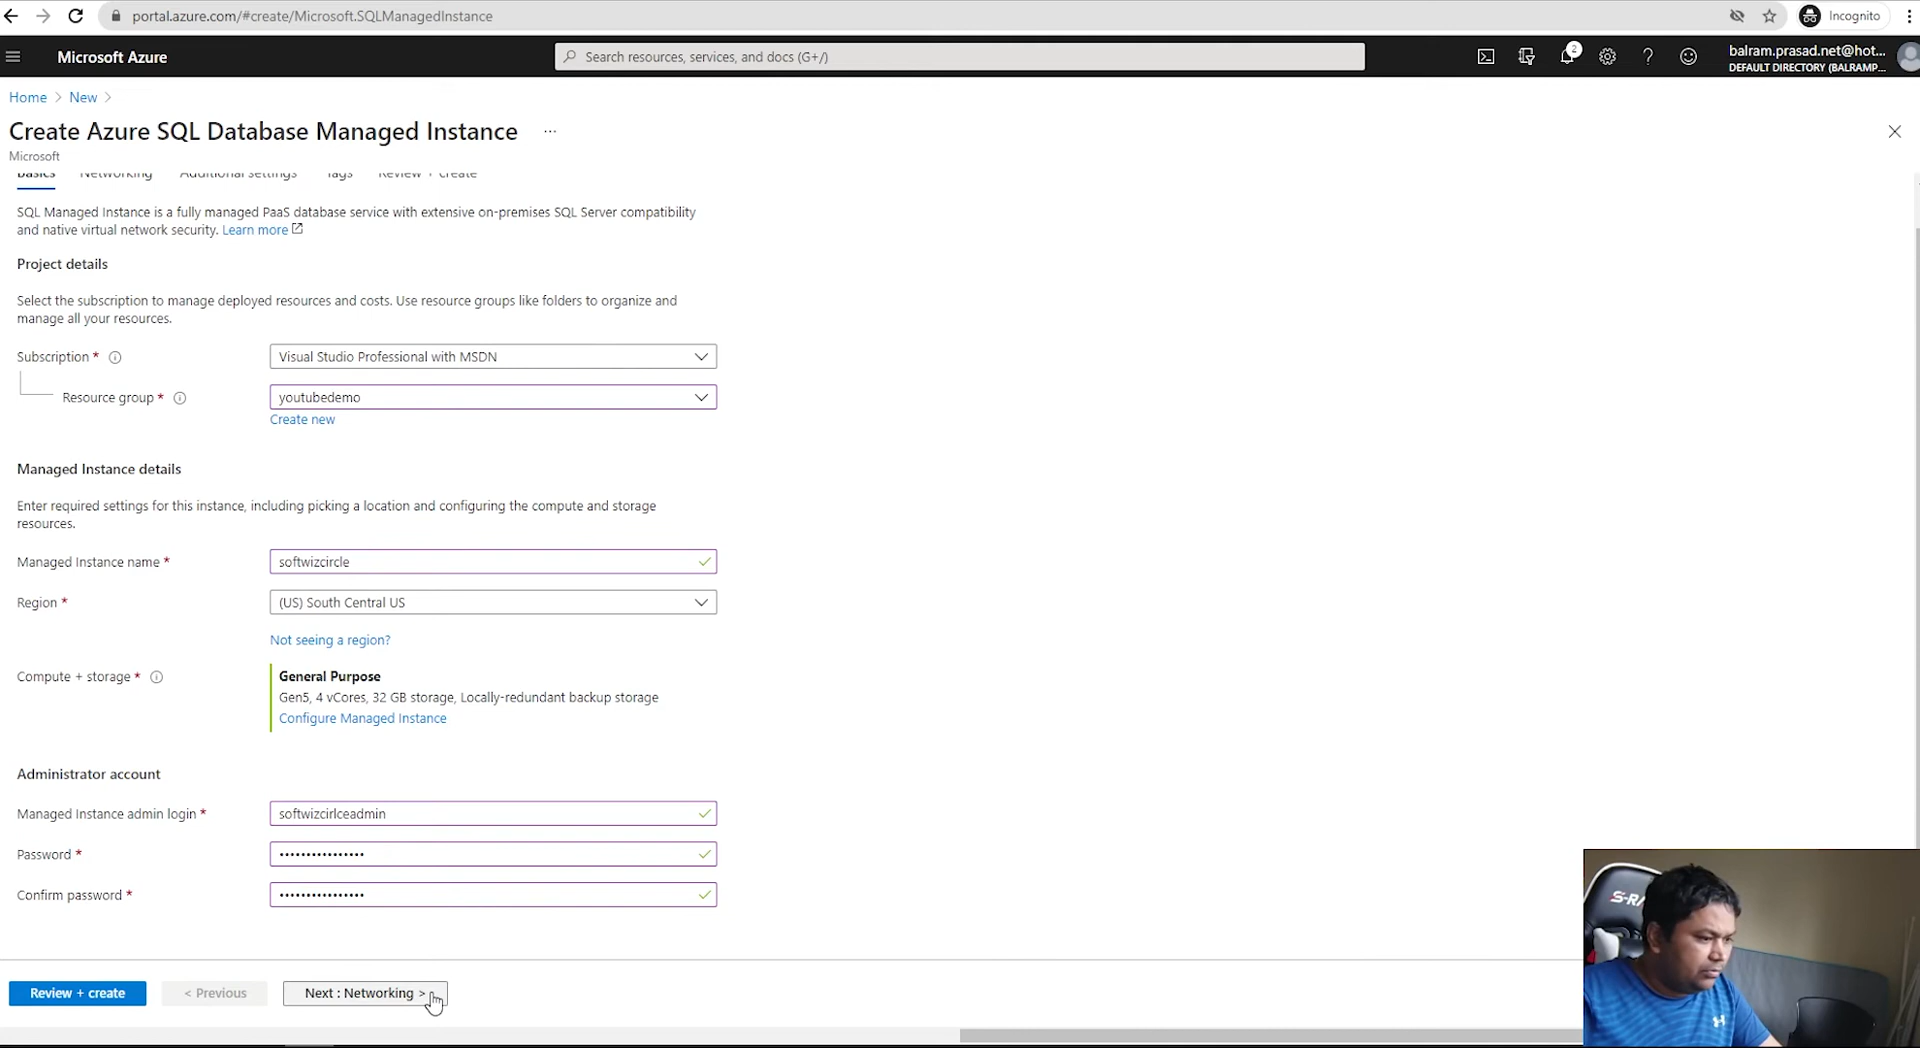 portal.azure.com/#create/Microsoft.SQLManagedInstance
Incognito
Microsoft Azure
Search resources, services, and docs (G+/)
2
balram.prasad.net@hot...
DEFAULT DIRECTORY (BALRAMP...
Home > New >
Create Azure SQL Database Managed Instance ...
Microsoft
Basics Networking Additional settings Tags Review + create
SQL Managed Instance is a fully managed PaaS database service with extensive on-premises SQL Server compatibility
and native virtual network security. Learn more
Project details
Select the subscription to manage deployed resources and costs. Use resource groups like folders to organize and
manage all your resources.
Subscription * Visual Studio Professional with MSDN
Resource group * youtubedemo
Create new
Managed Instance details
Enter required settings for this instance, including picking a location and configuring the compute and storage
resources.
Managed Instance name * softwizcircle
Region * (US) South Central US
Not seeing a region?
Compute + storage * General Purpose
Gen5, 4 vCores, 32 GB storage, Locally-redundant backup storage
Configure Managed Instance
Administrator account
Managed Instance admin login * softwizcirlceadmin
Password * ••••••••••••••••
Confirm password * ••••••••••••••••
Review + create < Previous Next : Networking >